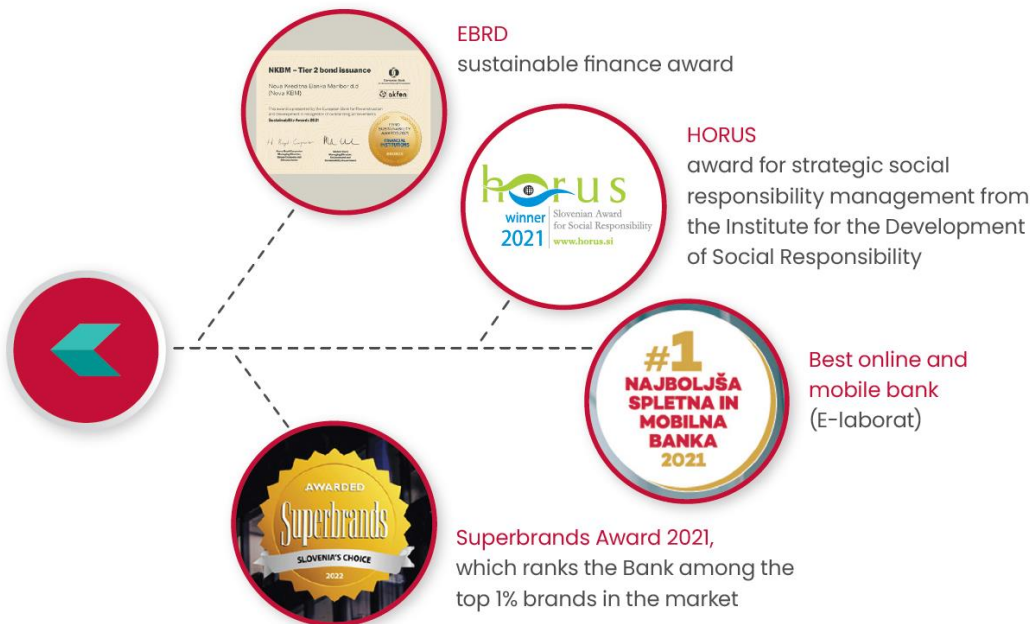 NKBM – Tier 2 bond issuance
Nova Kreditna Banka Maribor d.d
(Nova KBM)
Sustainability Awards 2021
EBRD
sustainable finance award
horus
winner
2021
Slovenian Award
for Social Responsibility
www.horus.si
HORUS
award for strategic social
responsibility management from
the Institute for the Development
of Social Responsibility
#1
NAJBOLJŠA
SPLETNA IN
MOBILNA
BANKA
2021
Best online and
mobile bank
(E-laborat)
AWARDED
Superbrands
SLOVENIA'S CHOICE
2022
Superbrands Award 2021,
which ranks the Bank among the
top 1% brands in the market